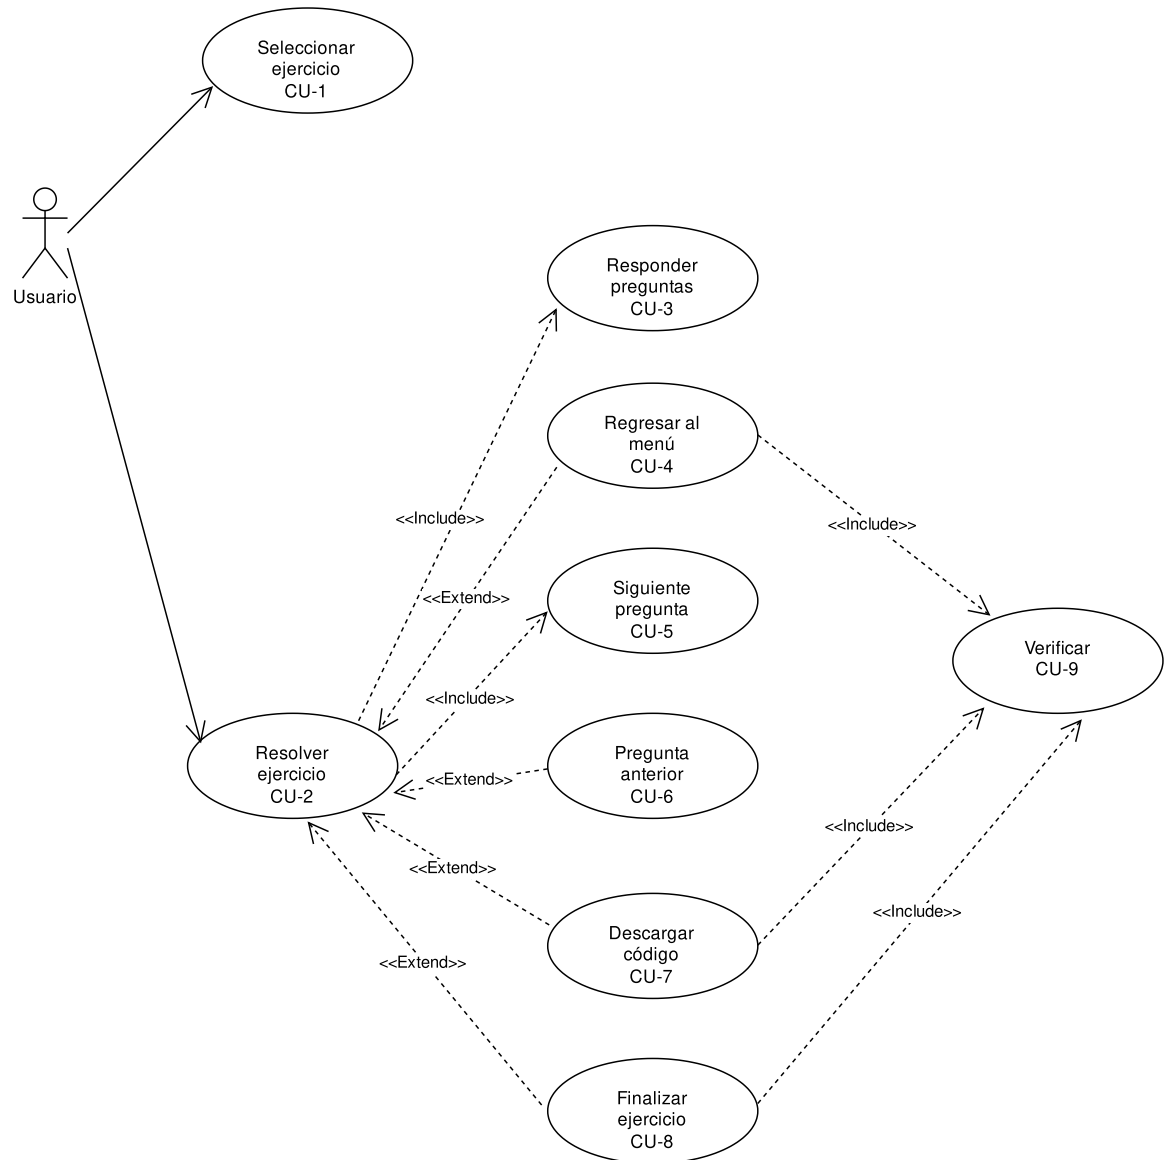 Seleccionar
ejercicio
CU-1
Usuario
Responder
preguntas
CU-3
Regresar al
menú
CU-4
<<Include>>
<<Include>>
Siguiente
pregunta
CU-5
<<Extend>>
Verificar
CU-9
<<Include>>
Resolver
ejercicio
CU-2
Pregunta
anterior
CU-6
<<Extend>>
<<Include>>
<<Extend>>
<<Include>>
Descargar
código
CU-7
<<Extend>>
Finalizar
ejercicio
CU-8